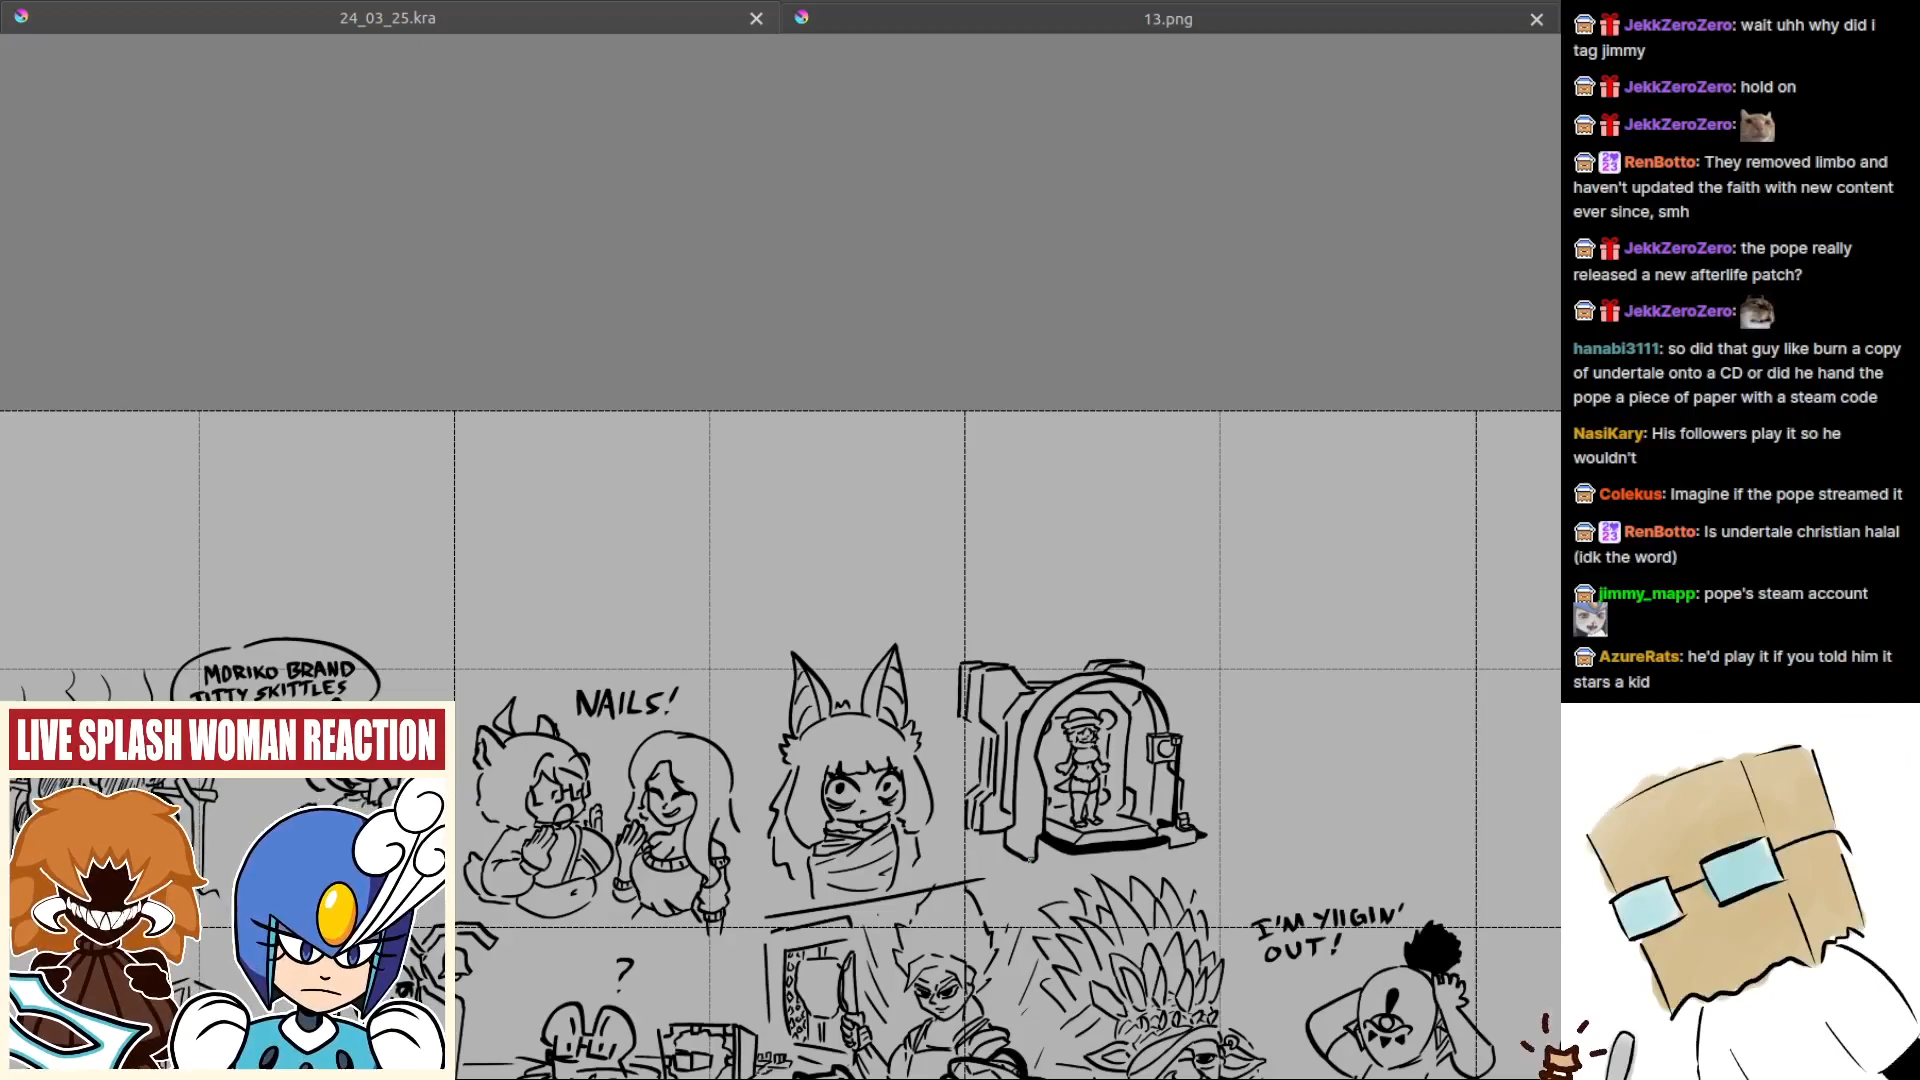 24_03_25.kra
13.png
JekkZeroZero: wait uhh why did i
tag jimmy
JekkZeroZero: hold on
JekkZeroZero:
RenBotto: They removed limbo and
haven't updated the faith with new content
ever since, smh
JekkZeroZero: the pope really
released a new afterlife patch?
JekkZeroZero:
hanabi3111: so did that guy like burn a copy
of undertale onto a CD or did he hand the
pope a piece of paper with a steam code
NasiKary: His followers play it so he
wouldn't
Colekus: Imagine if the pope streamed it
RenBotto: Is undertale christian halal
(idk the word)
jimmy_mapp: pope's steam account
AzureRats: he'd play it if you told him it
stars a kid
MORIKO BRAND
TITTY SKITTLES
NAILS!
LIVE SPLASH WOMAN REACTION
?
I'M YIIGIN'
OUT!